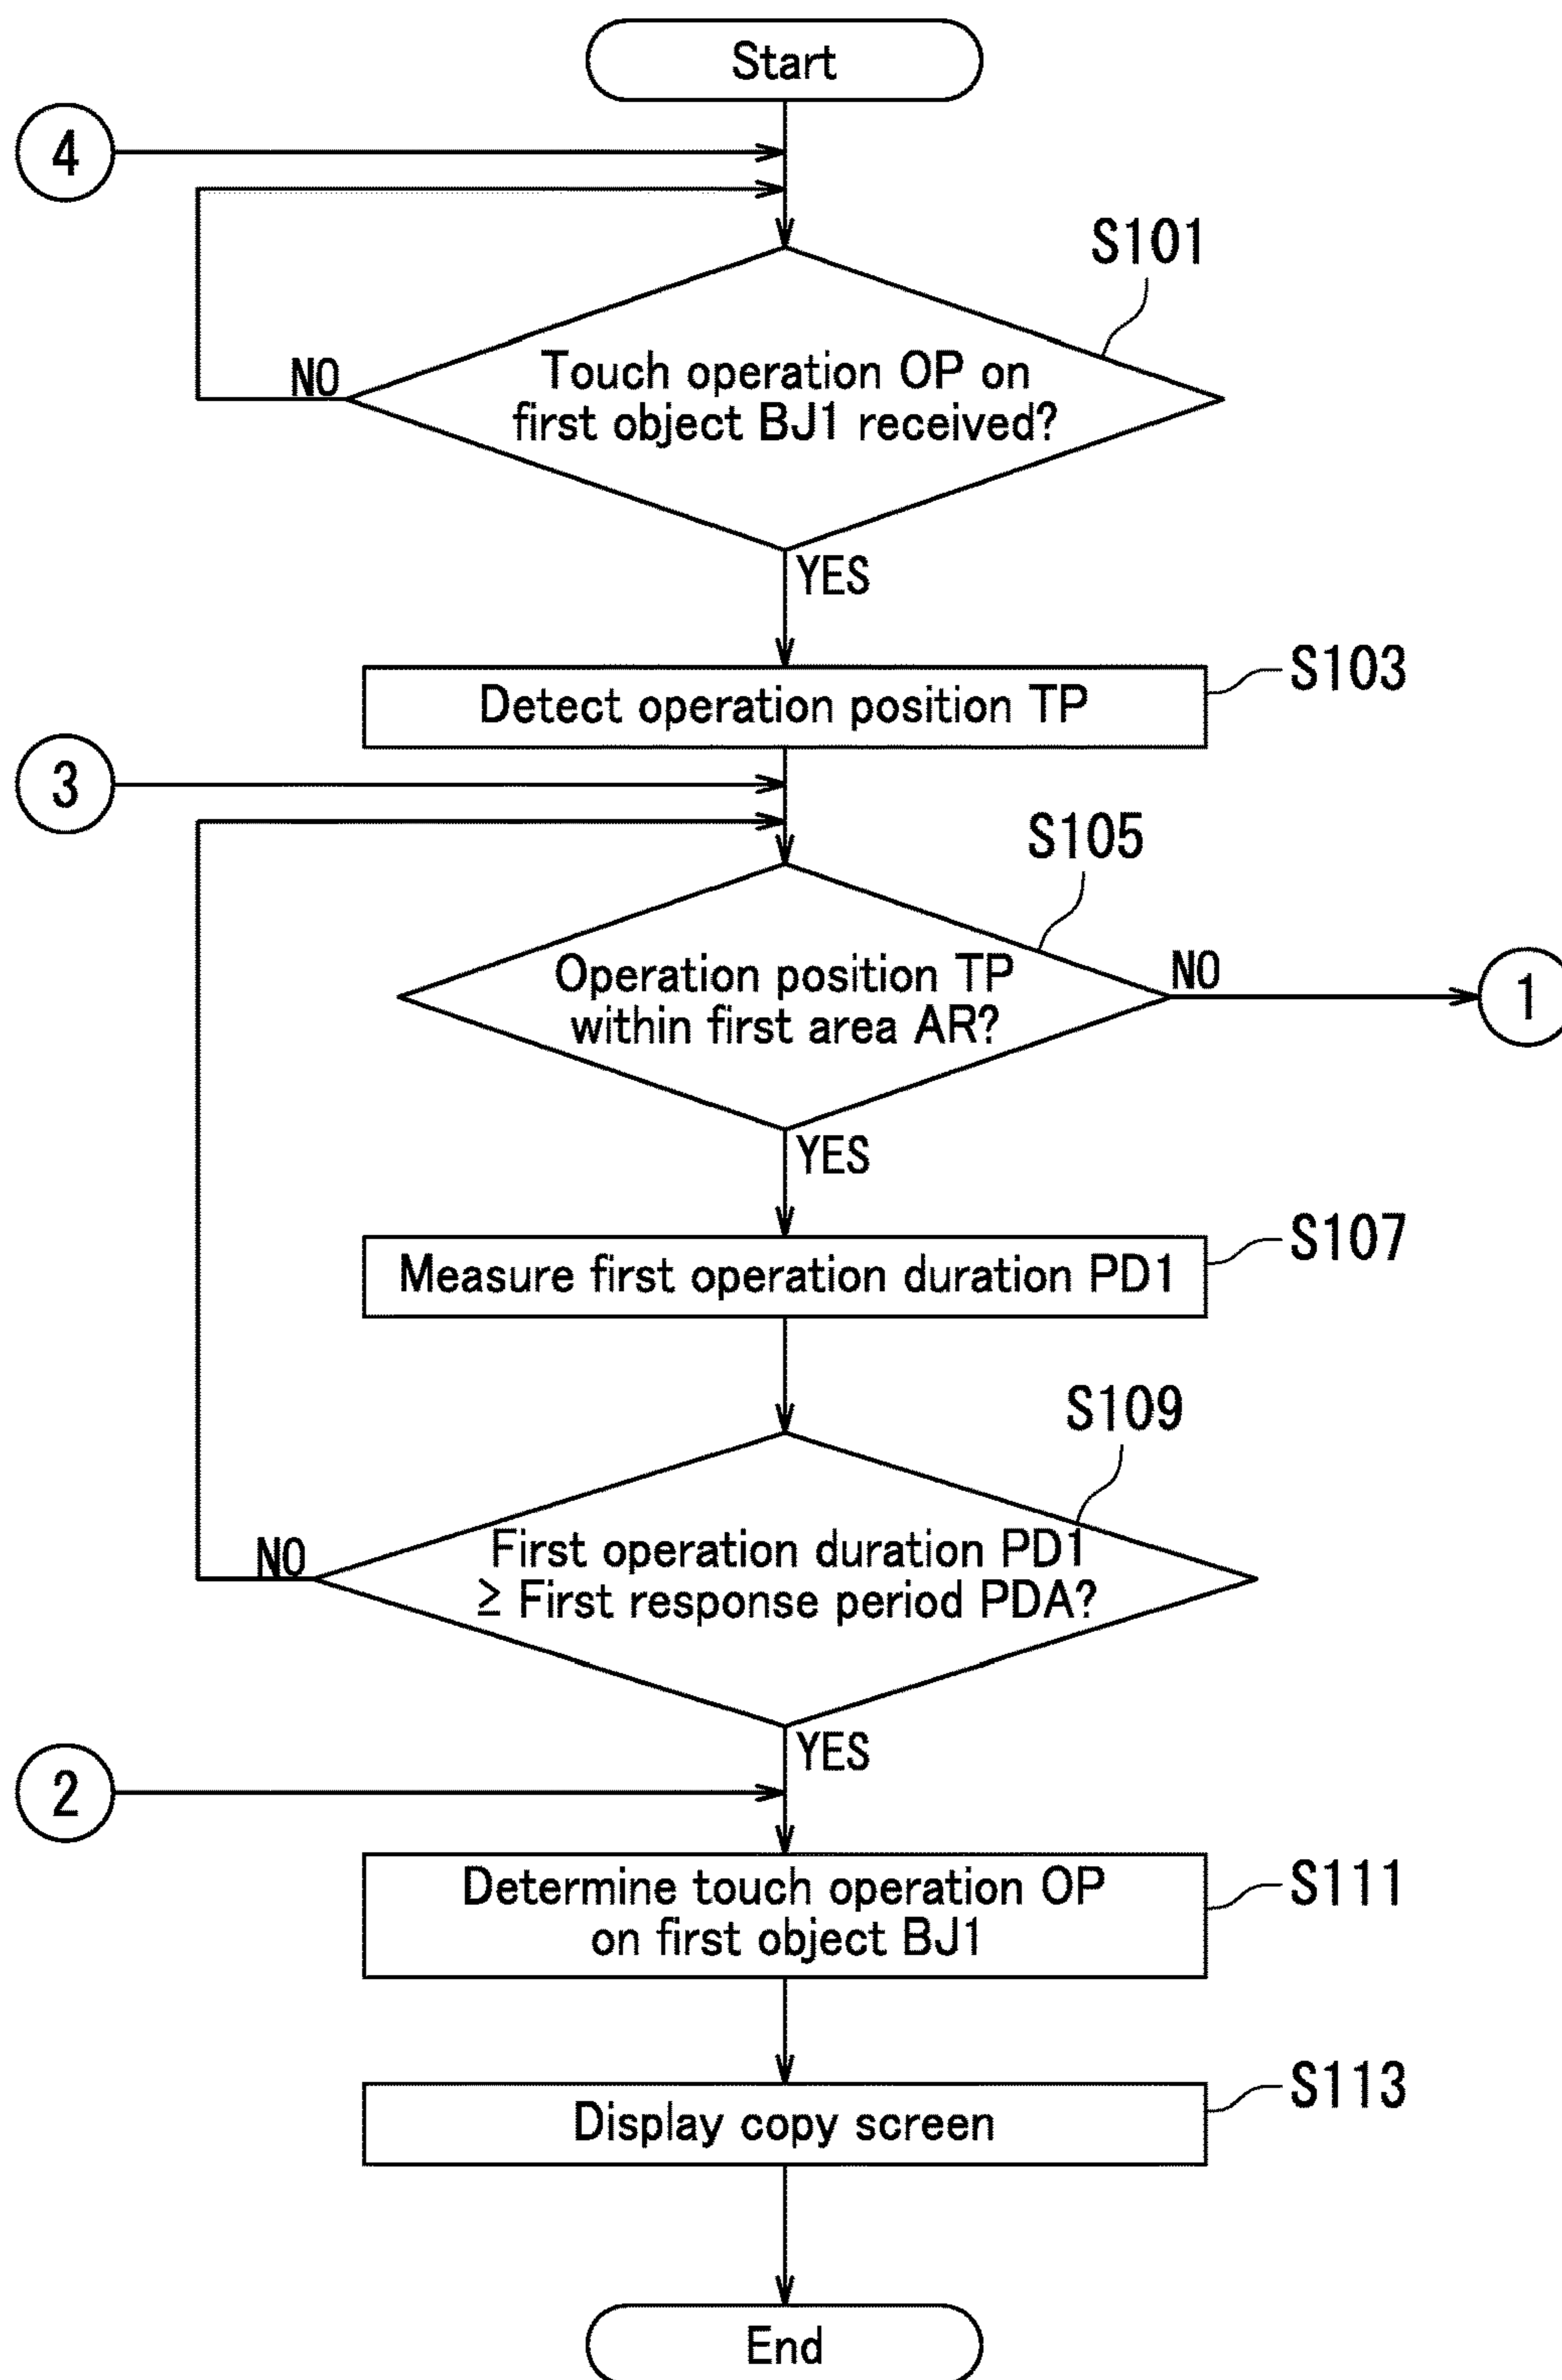 Start
4
S101
NO
Touch operation OP on
first object BJ1 received?
YES
S103
Detect operation position TP
3
S105
Operation position TP
within first area AR?
NO
1
YES
S107
Measure first operation duration PD1
S109
NO
First operation duration PD1
≥ First response period PDA?
YES
2
Determine touch operation OP
on first object BJ1
S111
S113
Display copy screen
End